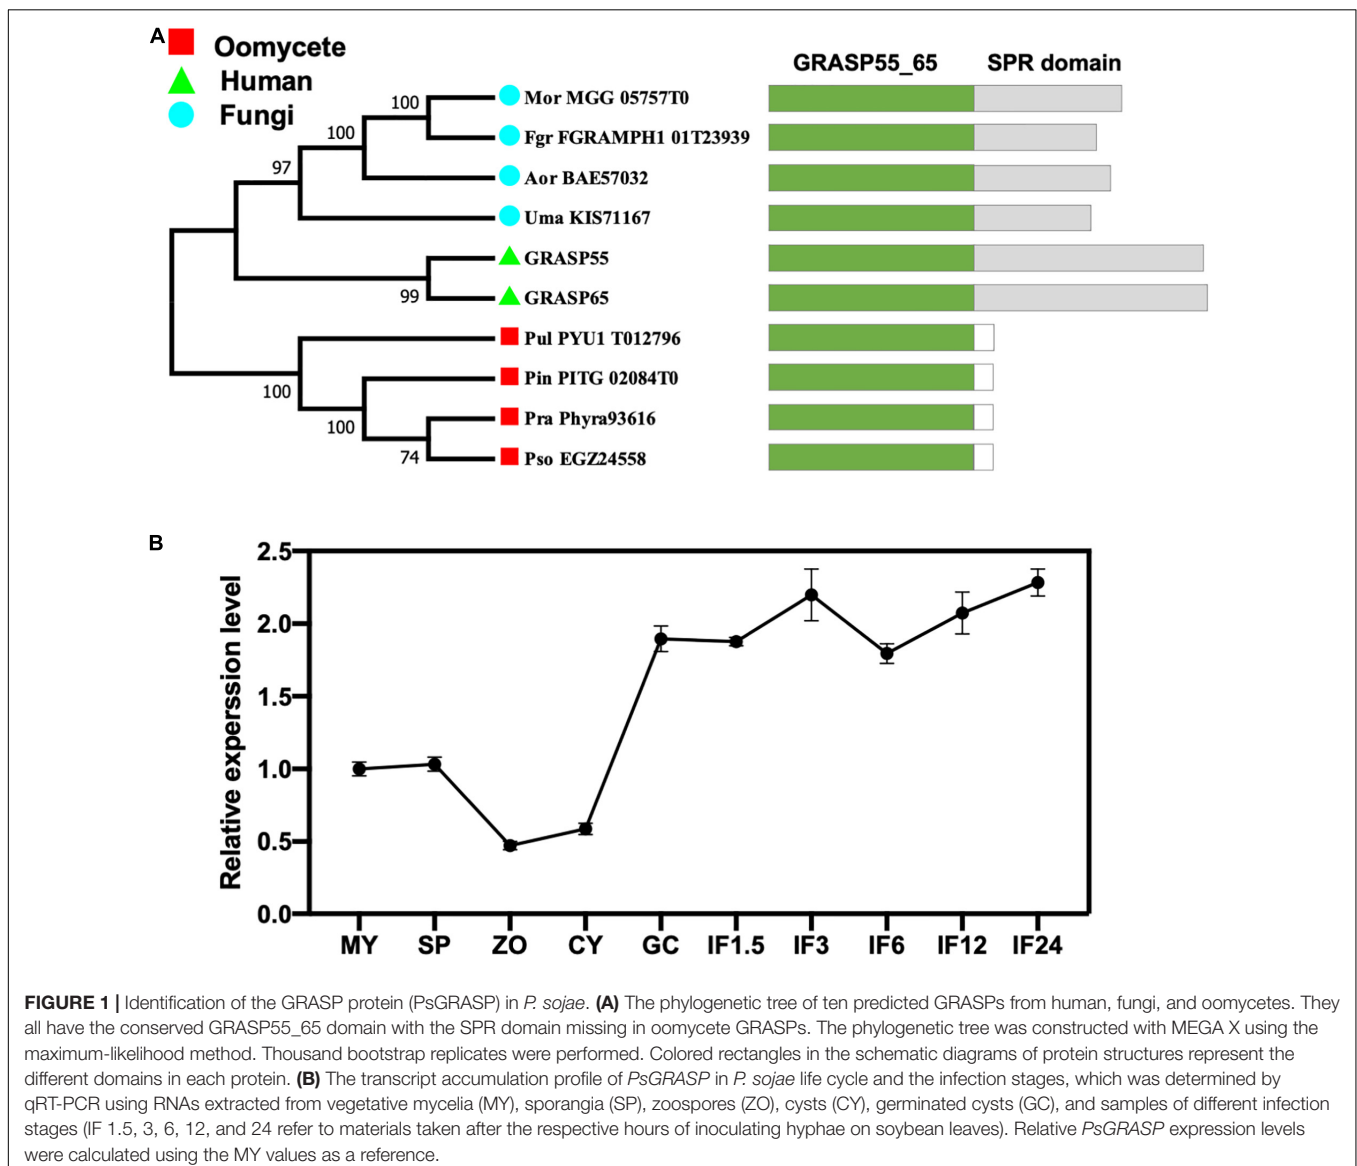 A
Oomycete
Human
Fungi
GRASP55_65 SPR domain
100
100
97
99
100
100
74
Mor MGG 05757T0
Fgr FGRAMPH1 01T23939
Aor BAE57032
Uma KIS71167
GRASP55
GRASP65
Pul PYU1 T012796
Pin PITG 02084T0
Pra Phyra93616
Pso EGZ24558
B
Relative experssion level
2.5
2.0
1.5
1.0
0.5
0.0
MY SP ZO CY GC IF1.5 IF3 IF6 IF12 IF24
FIGURE 1 | Identification of the GRASP protein (PsGRASP) in P. sojae. (A) The phylogenetic tree of ten predicted GRASPs from human, fungi, and oomycetes. They
all have the conserved GRASP55_65 domain with the SPR domain missing in oomycete GRASPs. The phylogenetic tree was constructed with MEGA X using the
maximum-likelihood method. Thousand bootstrap replicates were performed. Colored rectangles in the schematic diagrams of protein structures represent the
different domains in each protein. (B) The transcript accumulation profile of PsGRASP in P. sojae life cycle and the infection stages, which was determined by
qRT-PCR using RNAs extracted from vegetative mycelia (MY), sporangia (SP), zoospores (ZO), cysts (CY), germinated cysts (GC), and samples of different infection
stages (IF 1.5, 3, 6, 12, and 24 refer to materials taken after the respective hours of inoculating hyphae on soybean leaves). Relative PsGRASP expression levels
were calculated using the MY values as a reference.